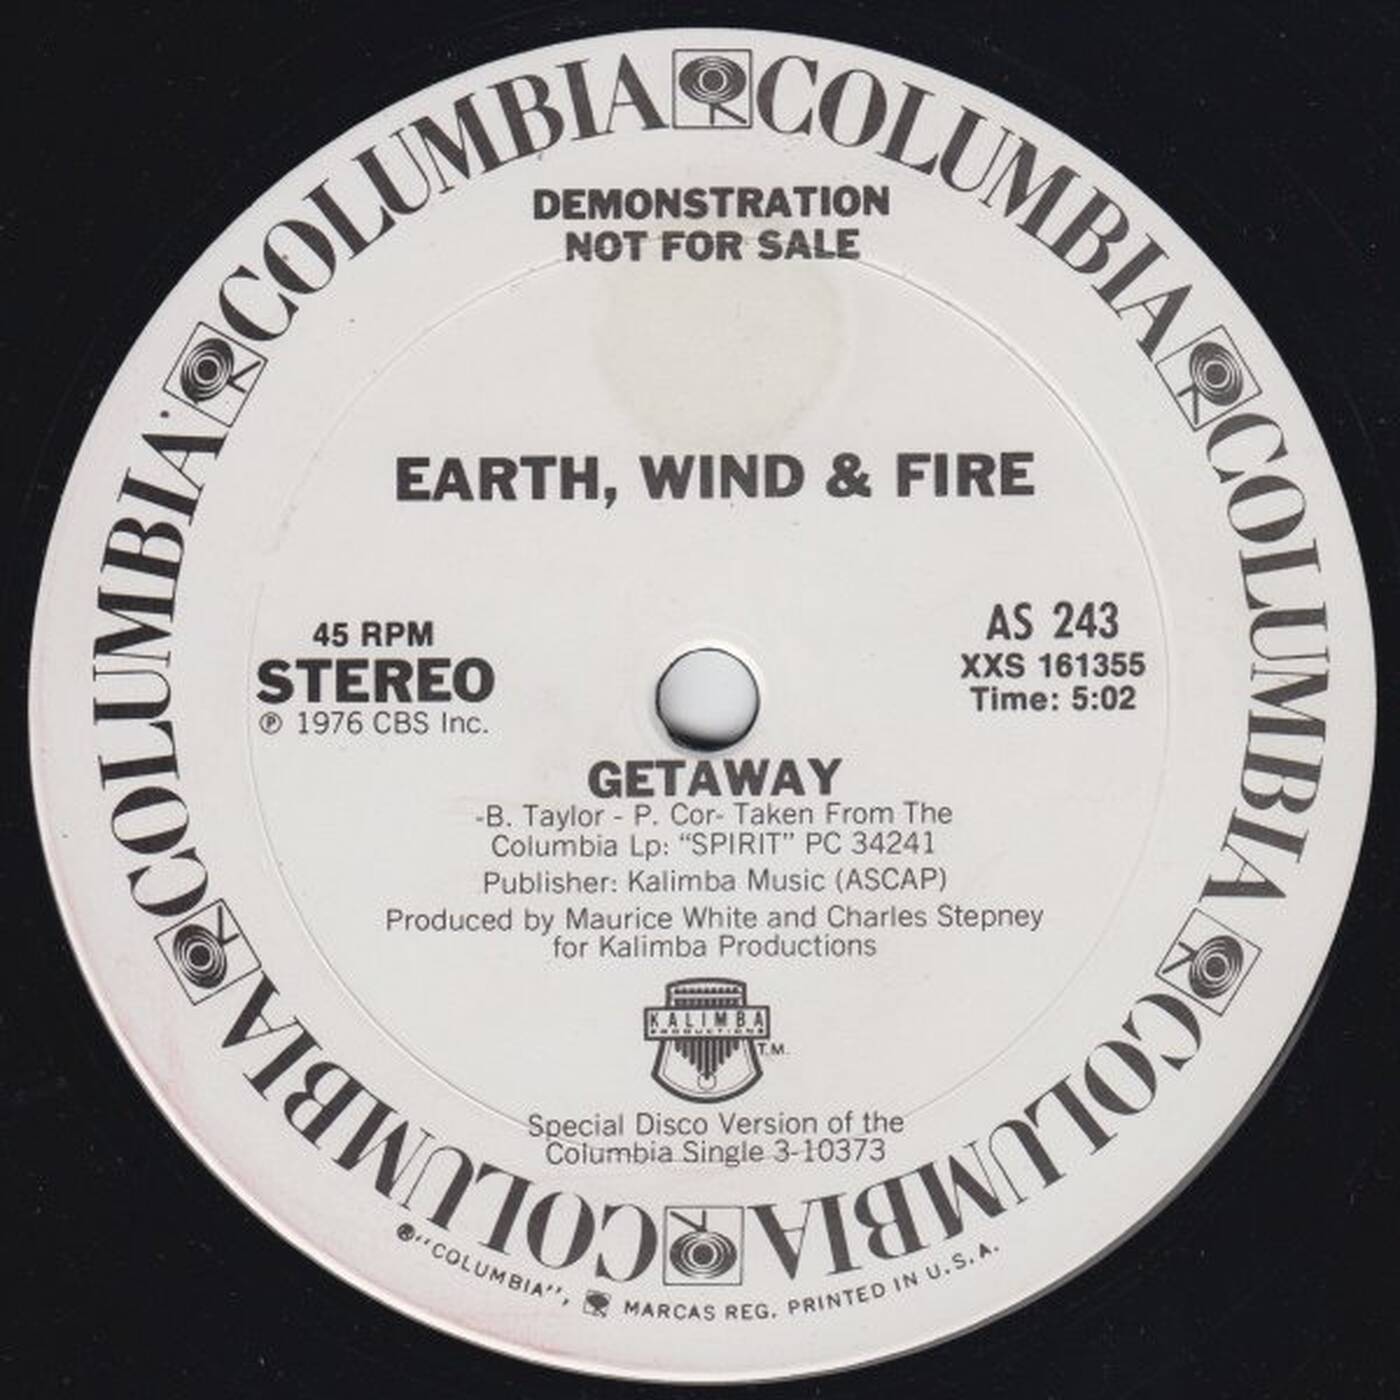 COLUMBIA COLUMBIA COLUMBIA COLUMBIA COLUMBIA COLUMBIA
DEMONSTRATION
NOT FOR SALE
EARTH, WIND & FIRE
45 RPM
STEREO
℗ 1976 CBS Inc.
AS 243
XXS 161355
Time: 5:02
GETAWAY
-B. Taylor - P. Cor- Taken From The
Columbia Lp: “SPIRIT” PC 34241
Publisher: Kalimba Music (ASCAP)
Produced by Maurice White and Charles Stepney
for Kalimba Productions
KALIMBA
PRODUCTIONS
T.M.
Special Disco Version of the
Columbia Single 3-10373
®“COLUMBIA”, MARCAS REG. PRINTED IN U.S.A.